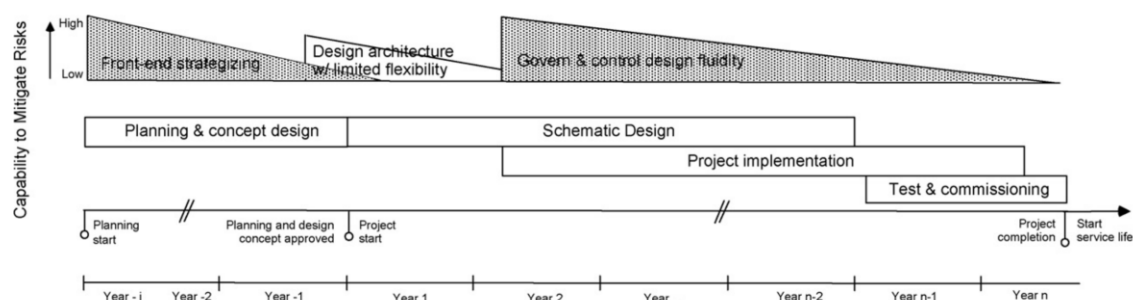 Capability to Mitigate Risks
High
Low
Front-end strategizing
Design architecture
w/ limited flexibility
Govern & control design fluidity
Planning & concept design
Schematic Design
Project implementation
Test & commissioning
Planning
start
Planning and design
concept approved
Project
start
Project
completion
Start
service life
Year - i
Year -2
Year -1
Year 1
Year 2
Year ...
Year n-2
Year n-1
Year n